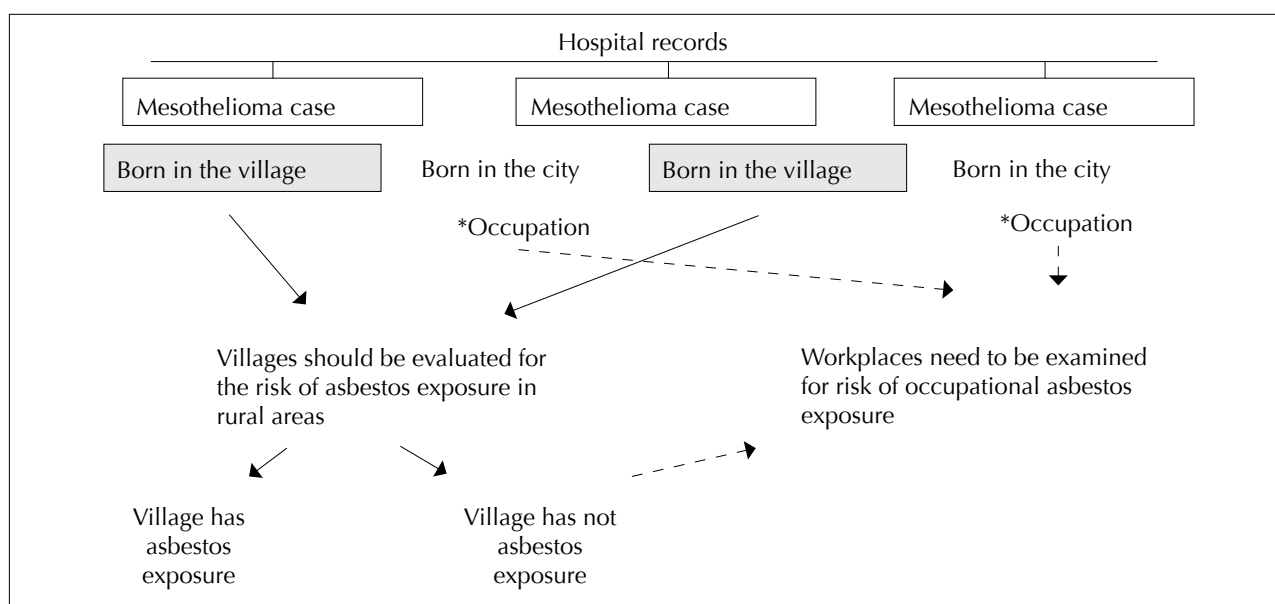 Hospital records
Mesothelioma case
Mesothelioma case
Mesothelioma case
Born in the village
Born in the city
Born in the village
Born in the city
*Occupation
*Occupation
Villages should be evaluated for
the risk of asbestos exposure in
rural areas
Workplaces need to be examined
for risk of occupational asbestos
exposure
Village has
asbestos
exposure
Village has not
asbestos
exposure